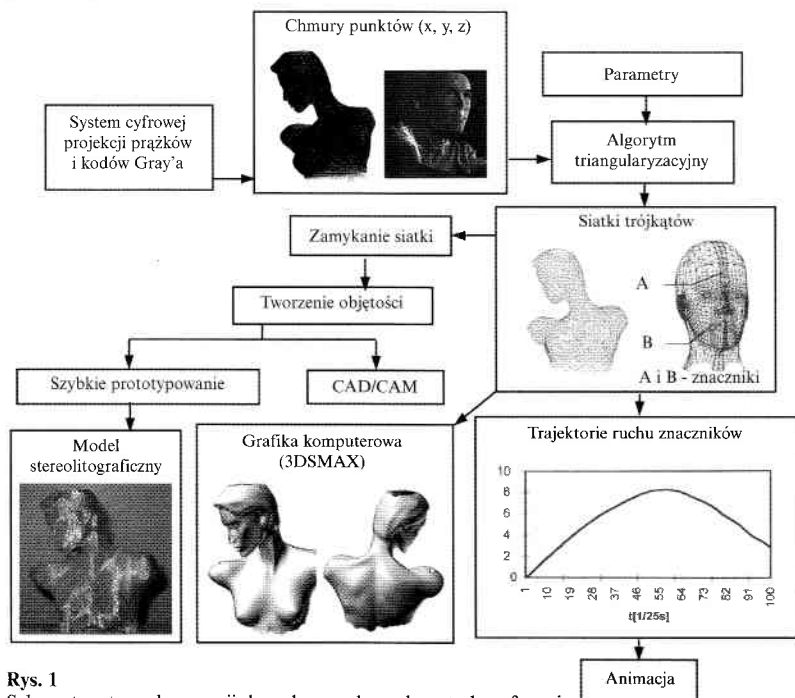 Chmury punktów (x, y, z)
Parametry
System cyfrowej
projekcji prążków
i kodów Gray'a
Algorytm
triangularyzacyjny
Siatki trójkątów
A
B
A i B - znaczniki
Zamykanie siatki
Tworzenie objętości
Szybkie prototypowanie
CAD/CAM
Model
stereolitograficzny
Grafika komputerowa
(3DSMAX)
Trajektorie ruchu znaczników
10
8
6
4
2
0
1 10 19 28 37 46 55 64 73 82 91 100
t[1/25s]
Animacja
Rys. 1